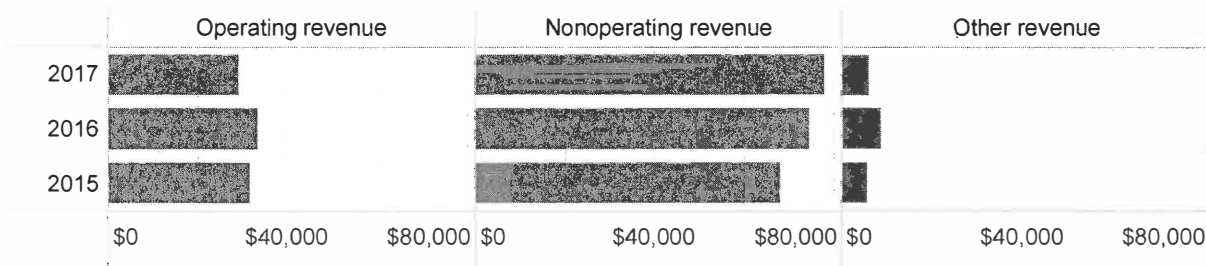 Operating revenue Nonoperating revenue Other revenue
2017
2016
2015
$0 $40,000 $80,000 $0 $40,000 $80,000 $0 $40,000 $80,000